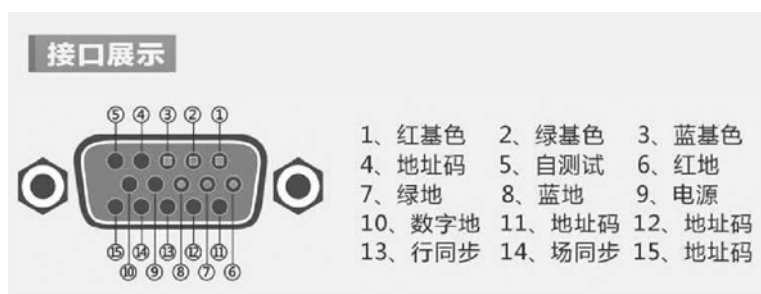 接口展示
⑤ ④ ③ ② ①
1、红基色 2、绿基色 3、蓝基色
4、地址码 5、自测试 6、红地
7、绿地 8、蓝地 9、电源
10、数字地 11、地址码 12、地址码
13、行同步 14、场同步 15、地址码
⑮ ⑭ ⑬ ⑫ ⑪
⑩ ⑨ ⑧ ⑦ ⑥